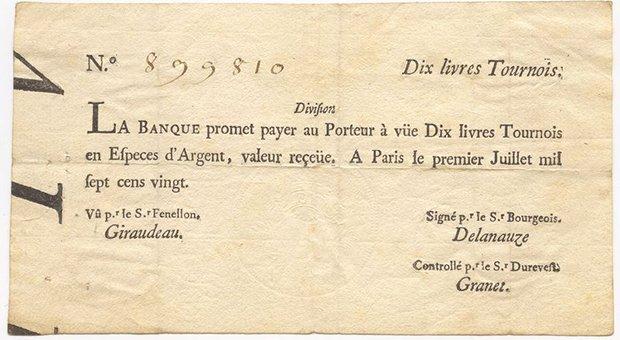 N.o 899810 Dix livres Tournois.
Division
LA BANQUE promet payer au Porteur à vüe Dix livres Tournois
en Eſpeces d'Argent, valeur reçeüe. A Paris le premier Juillet mil
ſept cens vingt.
Vû p.r le S.r Feneſlon. Signé p.r le S.r Bourgeois.
Giraudeau. Delanauze
Controllé p.r le S.r Dureveſt.
Granet.